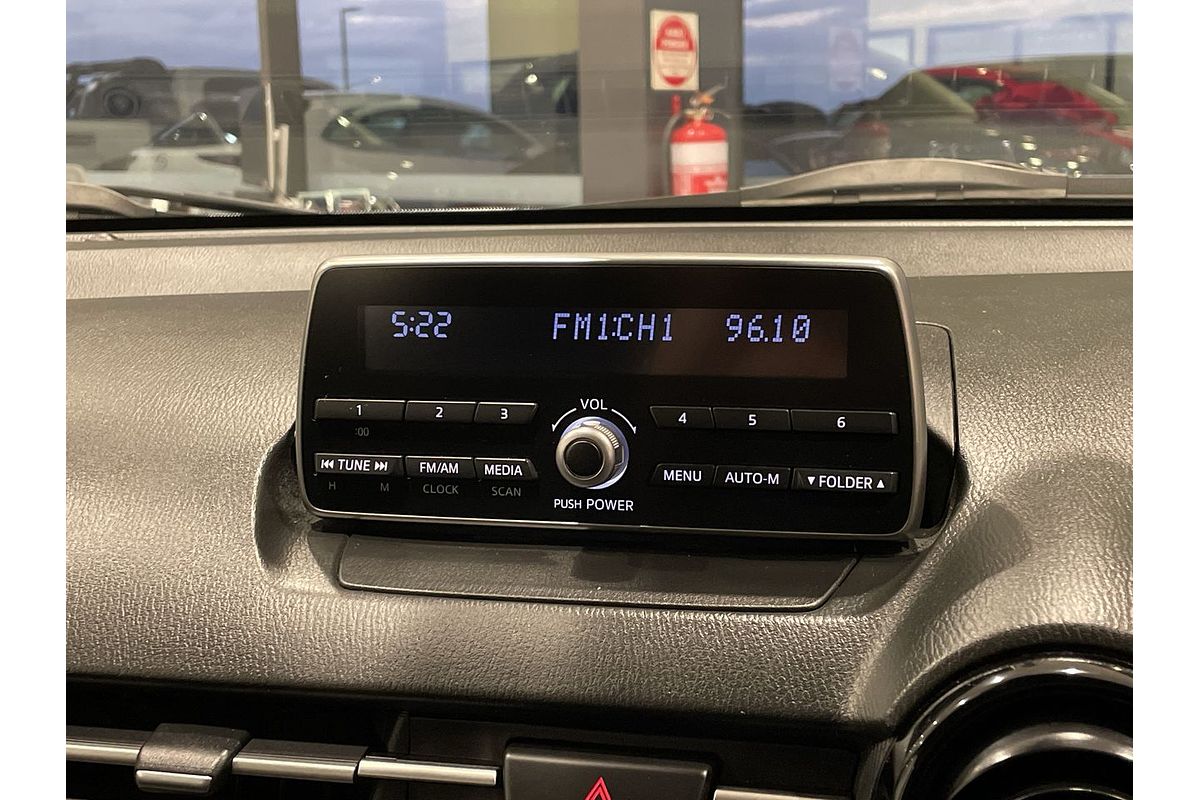 5:22 FM1:CH1 96.10
1 2 3 VOL 4 5 6
:00
TUNE FM/AM MEDIA MENU AUTO-M ▼ FOLDER ▲
H M CLOCK SCAN
PUSH POWER